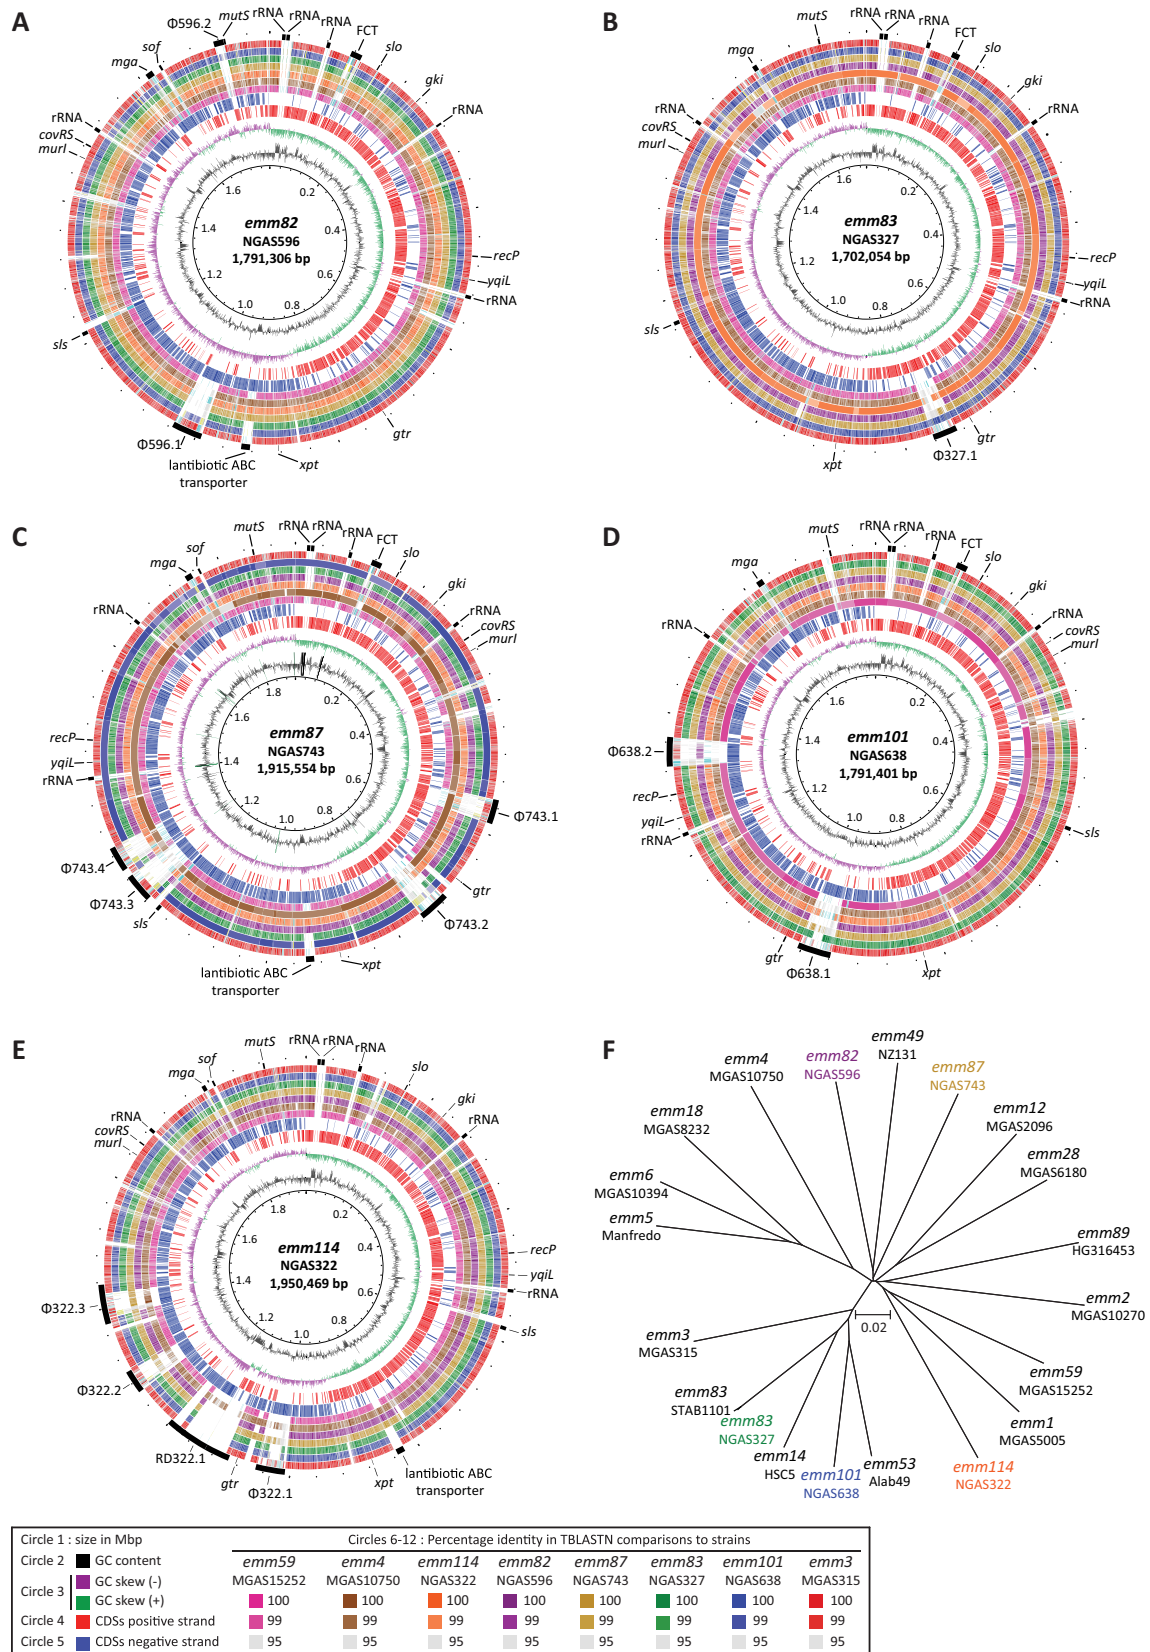 A
Φ596.2
mutS
rRNA
rRNA
rRNA
FCT
sof
slo
mga
gki
rRNA
rRNA
covRS
murI
1.6
0.2
emm82
NGAS596
1,791,306 bp
1.4
0.4
1.2
0.6
1.0
0.8
recP
yqiL
rRNA
sls
gtr
Φ596.1
lantibiotic ABC
transporter
xpt
B
mutS
rRNA
rRNA
rRNA
FCT
slo
mga
gki
rRNA
rRNA
covRS
murI
1.6
0.2
emm83
NGAS327
1,702,054 bp
1.4
0.4
1.2
0.6
1.0
0.8
recP
yqiL
rRNA
sls
gtr
Φ327.1
xpt
C
mutS
rRNA
rRNA
rRNA
FCT
sof
slo
mga
gki
rRNA
rRNA
covRS
murI
1.8
0.2
1.6
emm87
NGAS743
1,915,554 bp
0.4
1.4
0.6
1.2
1.0
0.8
recP
yqiL
rRNA
Φ743.1
Φ743.4
Φ743.3
gtr
Φ743.2
sls
lantibiotic ABC
transporter
xpt
D
mutS
rRNA
rRNA
rRNA
FCT
slo
mga
gki
rRNA
rRNA
covRS
murI
1.6
0.2
emm101
NGAS638
1,791,401 bp
1.4
0.4
1.2
0.6
1.0
0.8
Φ638.2
recP
yqiL
rRNA
sls
gtr
Φ638.1
xpt
E
mutS
rRNA
rRNA
rRNA
sof
slo
mga
gki
rRNA
rRNA
covRS
murI
1.8
0.2
1.6
emm114
NGAS322
1,950,469 bp
0.4
1.4
0.6
1.2
1.0
0.8
recP
yqiL
rRNA
Φ322.3
sls
Φ322.2
RD322.1
gtr
Φ322.1
xpt
lantibiotic ABC
transporter
F
emm49
NZ131
emm4
MGAS10750
emm82
NGAS596
emm87
NGAS743
emm18
MGAS8232
emm12
MGAS2096
emm28
MGAS6180
emm6
MGAS10394
emm5
Manfredo
emm89
HG316453
emm2
MGAS10270
0.02
emm3
MGAS315
emm59
MGAS15252
emm83
STAB1101
emm83
NGAS327
emm1
MGAS5005
emm14
HSC5
emm101
NGAS638
emm53
Alab49
emm114
NGAS322
Circle 1 : size in Mbp
Circle 2 GC content
Circle 3 GC skew (-)
GC skew (+)
Circle 4 CDSs positive strand
Circle 5 CDSs negative strand
Circles 6-12 : Percentage identity in TBLASTN comparisons to strains
emm59 emm4 emm114 emm82 emm87 emm83 emm101 emm3
MGAS15252 MGAS10750 NGAS322 NGAS596 NGAS743 NGAS327 NGAS638 MGAS315
100 100 100 100 100 100 100 100
99 99 99 99 99 99 99 99
95 95 95 95 95 95 95 95